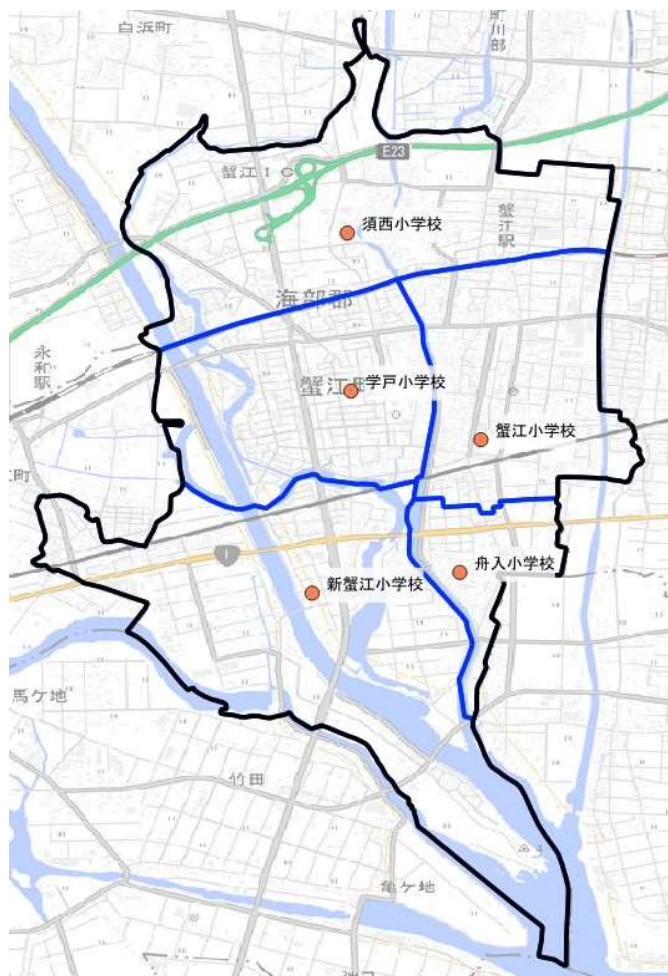 白浜町
町川部
E23
蟹江IC
須西小学校
蟹江駅
海部郡
永和駅
学戸小学校
蟹江町
蟹江小学校
江町
1
舟入小学校
新蟹江小学校
馬ケ地
竹田
亀ケ地